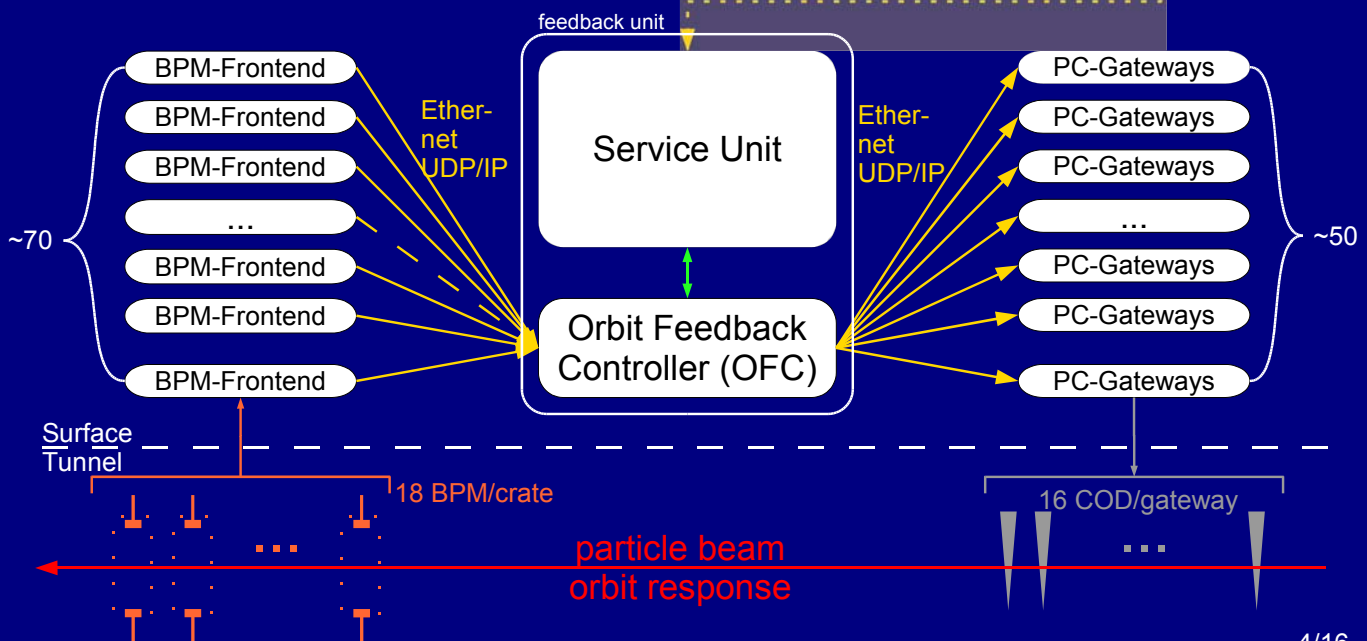 feedback unit
BPM-Frontend
BPM-Frontend
BPM-Frontend
...
BPM-Frontend
BPM-Frontend
BPM-Frontend
~70
Ether-
net
UDP/IP
Service Unit
Orbit Feedback
Controller (OFC)
Ether-
net
UDP/IP
PC-Gateways
PC-Gateways
PC-Gateways
...
PC-Gateways
PC-Gateways
PC-Gateways
~50
Surface
Tunnel
18 BPM/crate
16 COD/gateway
particle beam
orbit response
4/16